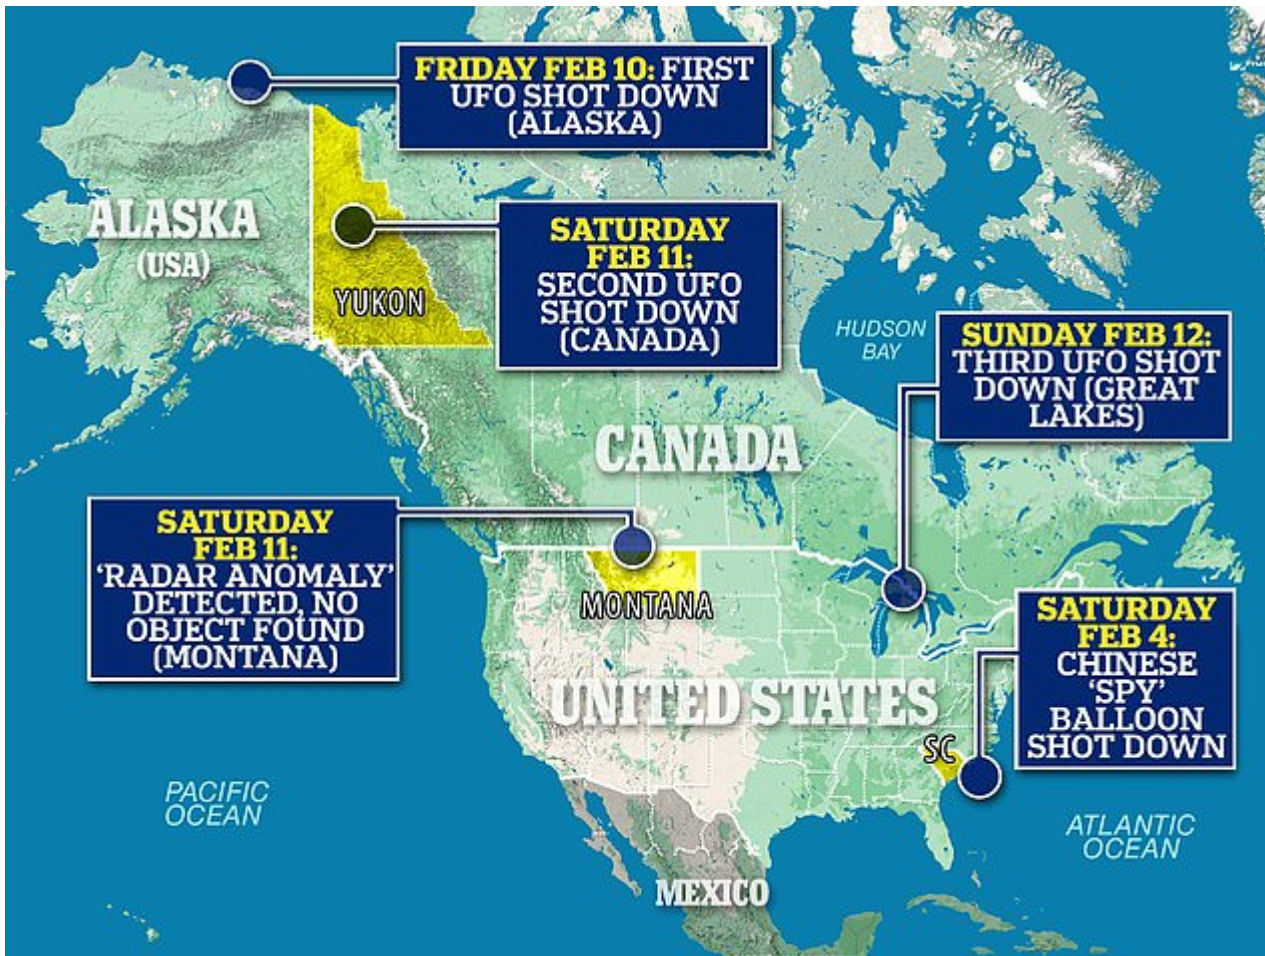 FRIDAY FEB 10: FIRST
UFO SHOT DOWN
(ALASKA)
ALASKA
(USA)
SATURDAY
FEB 11:
SECOND UFO
SHOT DOWN
(CANADA)
YUKON
HUDSON
BAY
SUNDAY FEB 12:
THIRD UFO SHOT
DOWN (GREAT
LAKES)
CANADA
SATURDAY
FEB 11:
'RADAR ANOMALY'
DETECTED, NO
OBJECT FOUND
(MONTANA)
MONTANA
SATURDAY
FEB 4:
CHINESE
'SPY'
BALLOON
SHOT DOWN
UNITED STATES
SC
PACIFIC
OCEAN
ATLANTIC
OCEAN
MEXICO